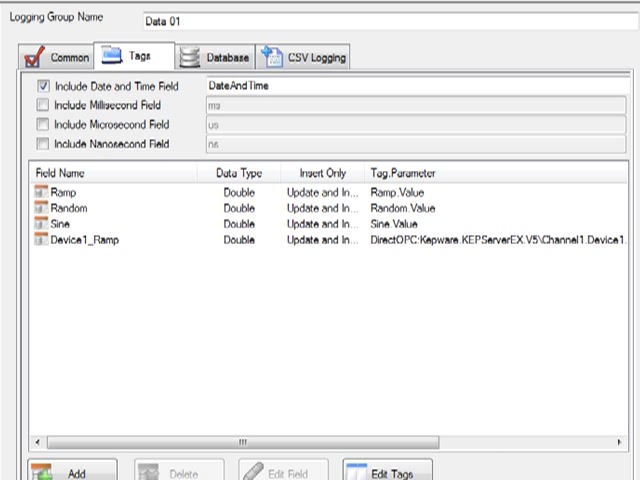 Logging Group Name Data 01
Common Tags Database CSV Logging
Include Date and Time Field DateAndTime
Include Millisecond Field ms
Include Microsecond Field us
Include Nanosecond Field ns
Field Name Data Type Insert Only Tag.Parameter
Ramp Double Update and In... Ramp.Value
Random Double Update and In... Random.Value
Sine Double Update and In... Sine.Value
Device1_Ramp Double Update and In... DirectOPC:Kepware.KEPServerEX.V5\Channel1.Device1.
Add Delete Edit Field Edit Tags